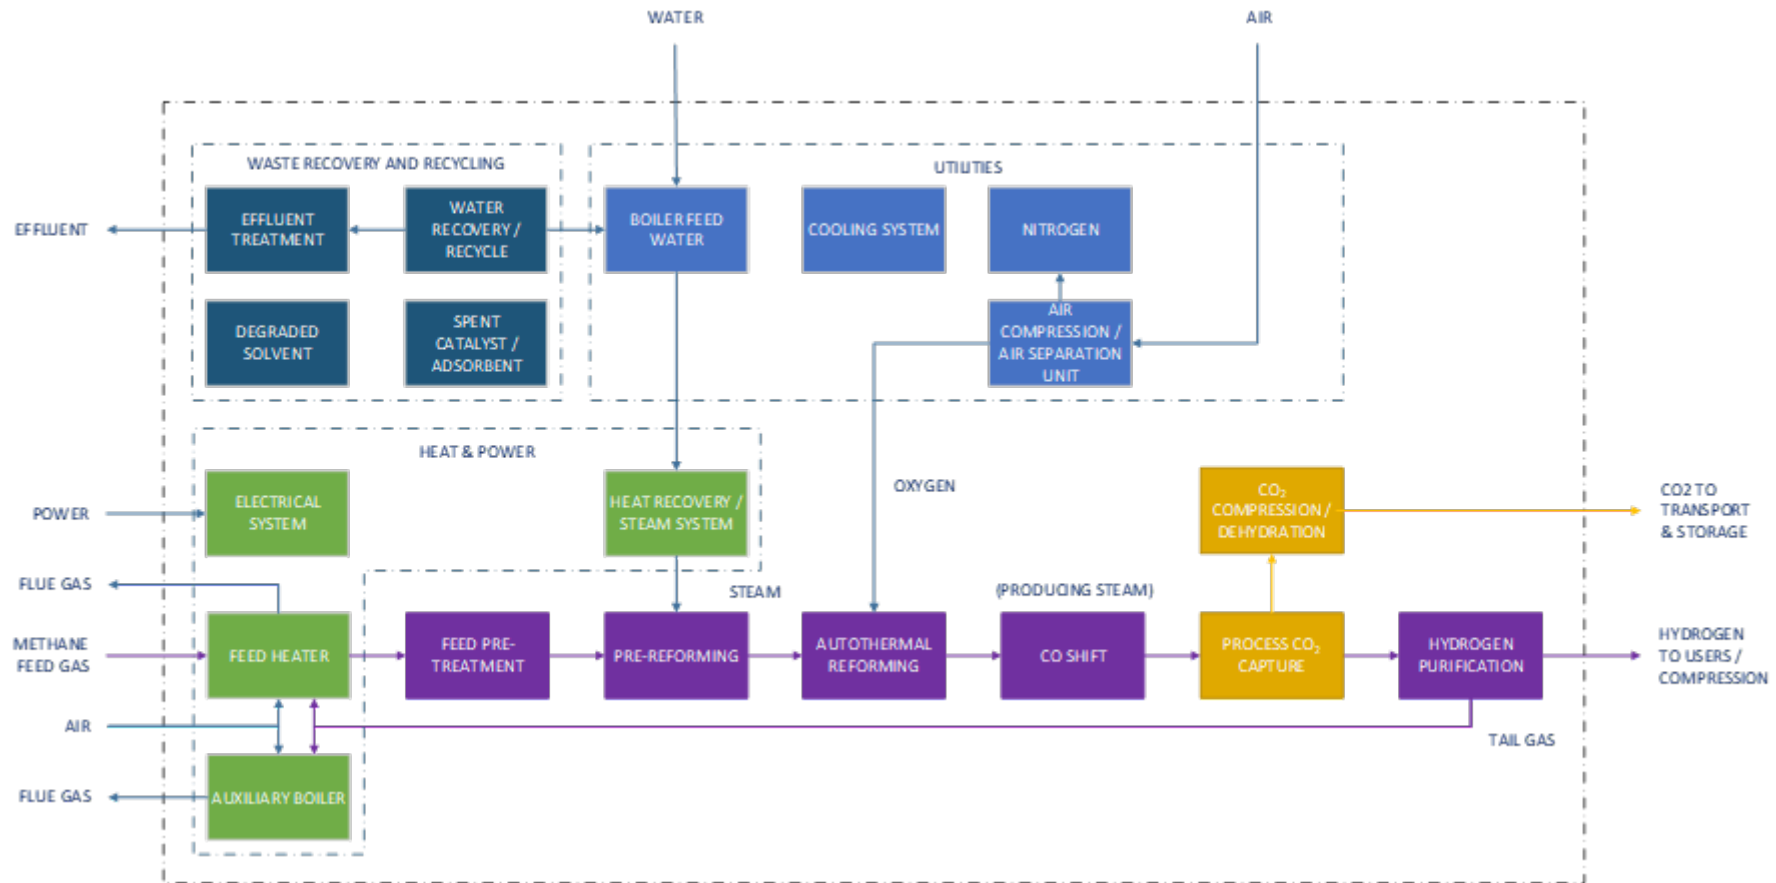 WATER
AIR
WASTE RECOVERY AND RECYCLING
UTILITIES
EFFLUENT
EFFLUENT
TREATMENT
WATER
RECOVERY /
RECYCLE
BOILER FEED
WATER
COOLING SYSTEM
NITROGEN
DEGRADED
SOLVENT
SPENT
CATALYST /
ADSORBENT
AIR
COMPRESSION /
AIR SEPARATION
UNIT
HEAT & POWER
POWER
ELECTRICAL
SYSTEM
HEAT RECOVERY /
STEAM SYSTEM
OXYGEN
CO₂
COMPRESSION /
DEHYDRATION
CO2 TO
TRANSPORT
& STORAGE
FLUE GAS
STEAM
(PRODUCING STEAM)
METHANE
FEED GAS
FEED HEATER
FEED PRE-
TREATMENT
PRE-REFORMING
AUTOTHERMAL
REFORMING
CO SHIFT
PROCESS CO₂
CAPTURE
HYDROGEN
PURIFICATION
HYDROGEN
TO USERS /
COMPRESSION
AIR
TAIL GAS
FLUE GAS
AUXILIARY BOILER